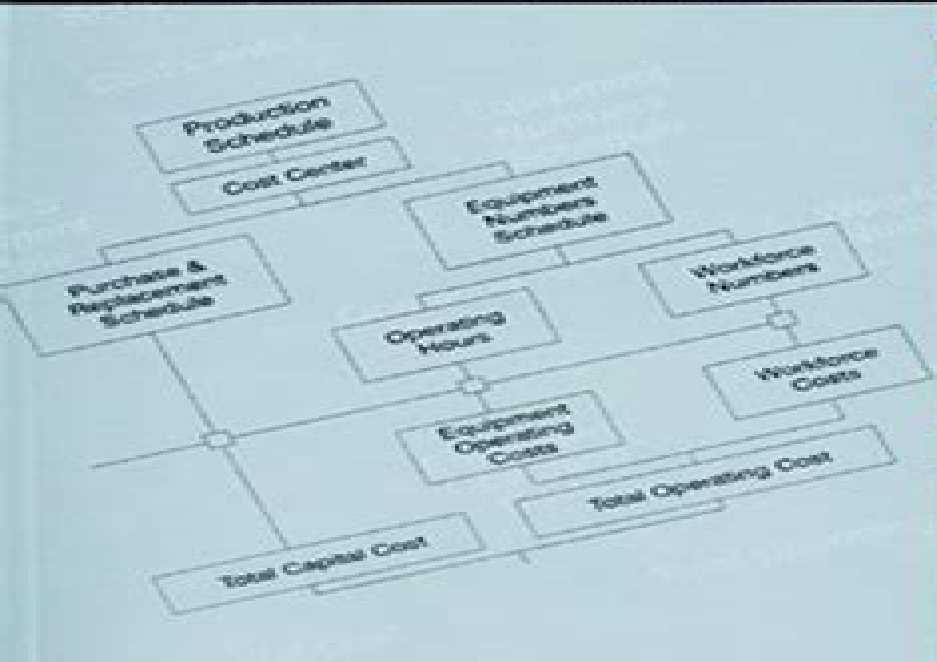 Production
Schedule
Cost Center
Equipment
Numbers
Schedule
Purchase &
Replacement
Schedule
Workforce
Numbers
Operating
Hours
Workforce
Costs
Equipment
Operating
Costs
Total Operating Cost
Total Capital Cost